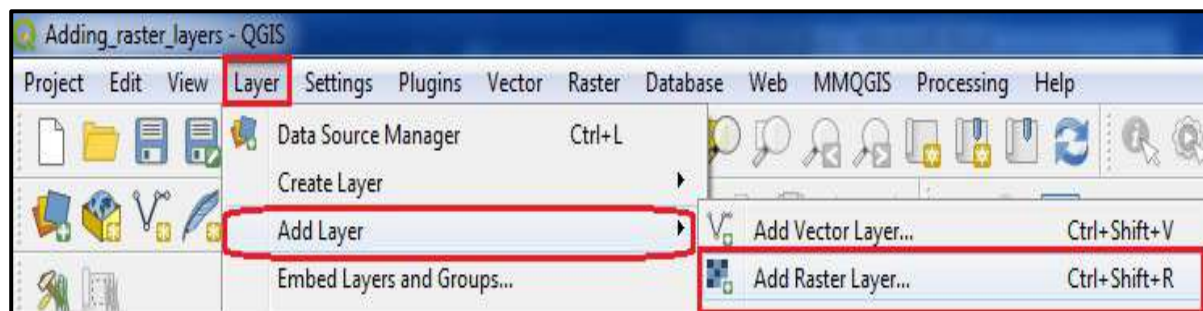 Adding_raster_layers - QGIS
Project Edit View Layer Settings Plugins Vector Raster Database Web MMQGIS Processing Help
Data Source Manager Ctrl+L
Create Layer
Add Layer
Add Vector Layer... Ctrl+Shift+V
Embed Layers and Groups...
Add Raster Layer... Ctrl+Shift+R